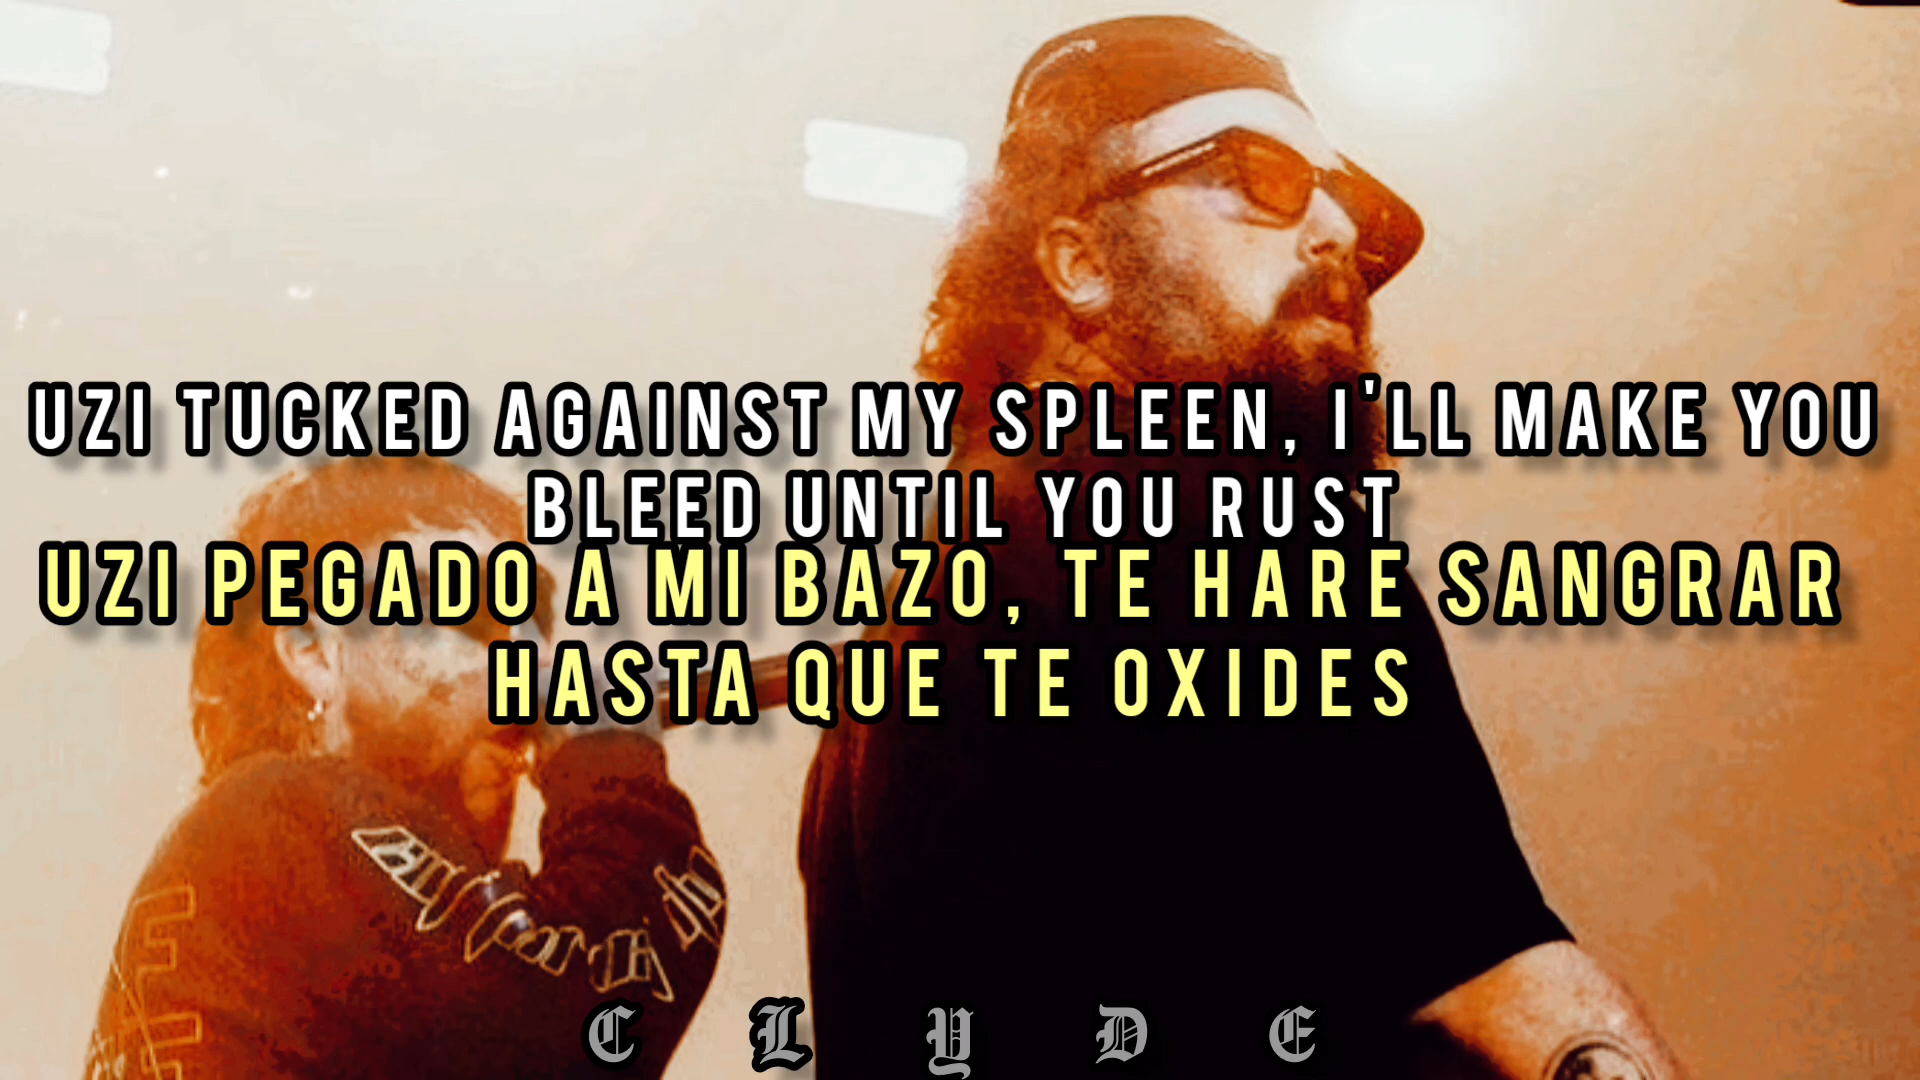 UZI TUCKED AGAINST MY SPLEEN, I'LL MAKE YOU
BLEED UNTIL YOU RUST
UZI PEGADO A MI BAZO, TE HARE SANGRAR
HASTA QUE TE OXIDES
C L Y D E